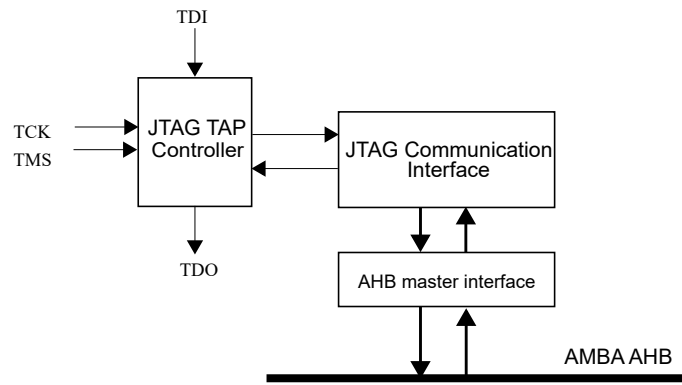 TDI
TCK
TMS
JTAG TAP
Controller
JTAG Communication
Interface
TDO
AHB master interface
AMBA AHB